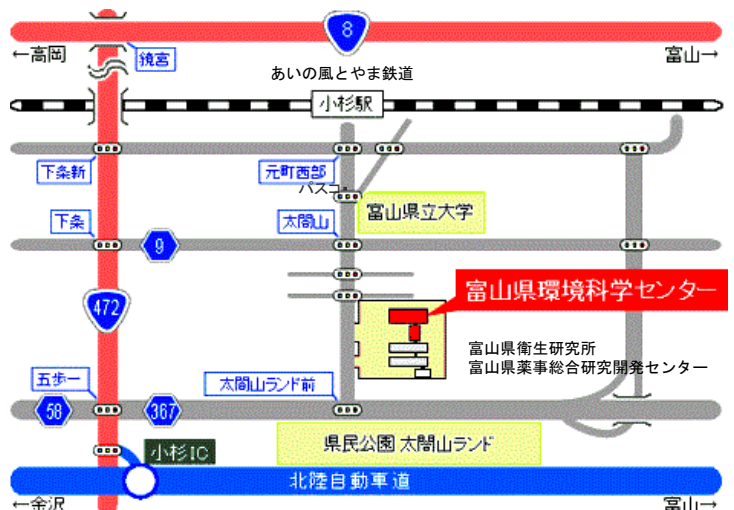 8
←高岡
鏡宮
富山→
あいの風とやま鉄道
小杉駅
下条新
元町西部
パスコ
富山県立大学
下条
9
太閤山
富山県環境科学センター
472
富山県衛生研究所
富山県薬事総合研究開発センター
五歩一
太閤山ランド前
58
367
小杉IC
県民公園 太閤山ランド
北陸自動車道
←金沢
富山→